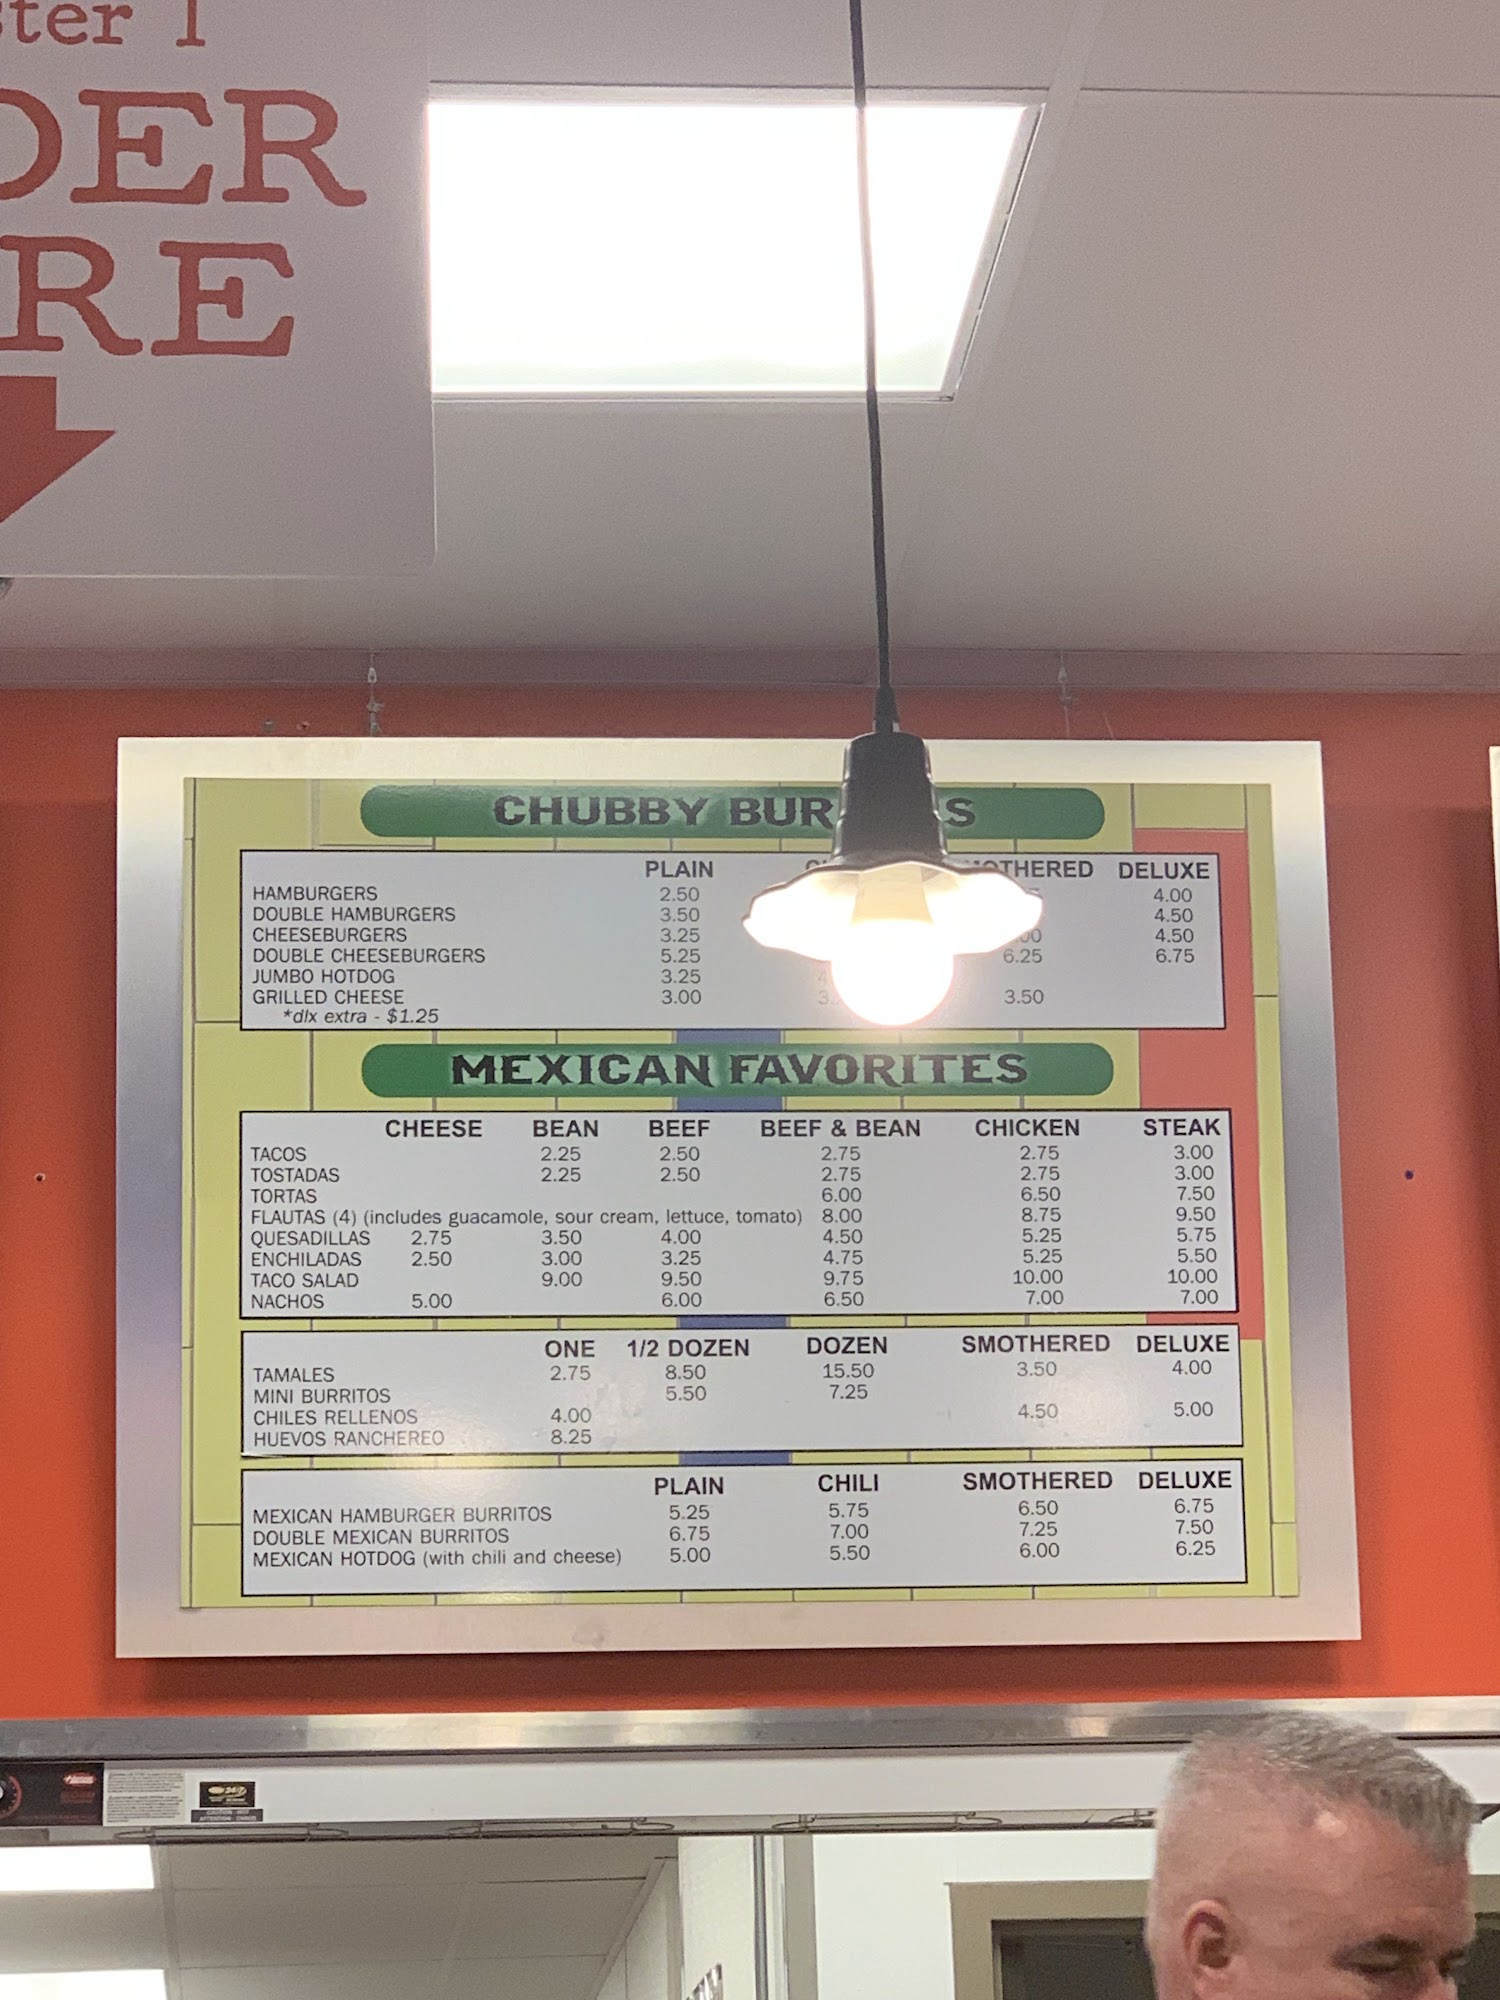 ster 1
DER
RE
CHUBBY BUR S
PLAIN MOTHERED DELUXE
HAMBURGERS 2.50 4.00
DOUBLE HAMBURGERS 3.50 4.50
CHEESEBURGERS 3.25 4.50
DOUBLE CHEESEBURGERS 5.25 6.25 6.75
JUMBO HOTDOG 3.25
GRILLED CHEESE 3.00 3.50
*dlx extra - $1.25
MEXICAN FAVORITES
CHEESE BEAN BEEF BEEF & BEAN CHICKEN STEAK
TACOS 2.25 2.50 2.75 2.75 3.00
TOSTADAS 2.25 2.50 2.75 2.75 3.00
TORTAS 6.00 6.50 7.50
FLAUTAS (4) (includes guacamole, sour cream, lettuce, tomato) 8.00 8.75 9.50
QUESADILLAS 2.75 3.50 4.00 4.50 5.25 5.75
ENCHILADAS 2.50 3.00 3.25 4.75 5.25 5.50
TACO SALAD 9.00 9.50 9.75 10.00 10.00
NACHOS 5.00 6.00 6.50 7.00 7.00
ONE 1/2 DOZEN DOZEN SMOTHERED DELUXE
TAMALES 2.75 8.50 15.50 3.50 4.00
MINI BURRITOS 5.50 7.25
CHILES RELLENOS 4.00 4.50 5.00
HUEVOS RANCHEREO 8.25
PLAIN CHILI SMOTHERED DELUXE
MEXICAN HAMBURGER BURRITOS 5.25 5.75 6.50 6.75
DOUBLE MEXICAN BURRITOS 6.75 7.00 7.25 7.50
MEXICAN HOTDOG (with chili and cheese) 5.00 5.50 6.00 6.25